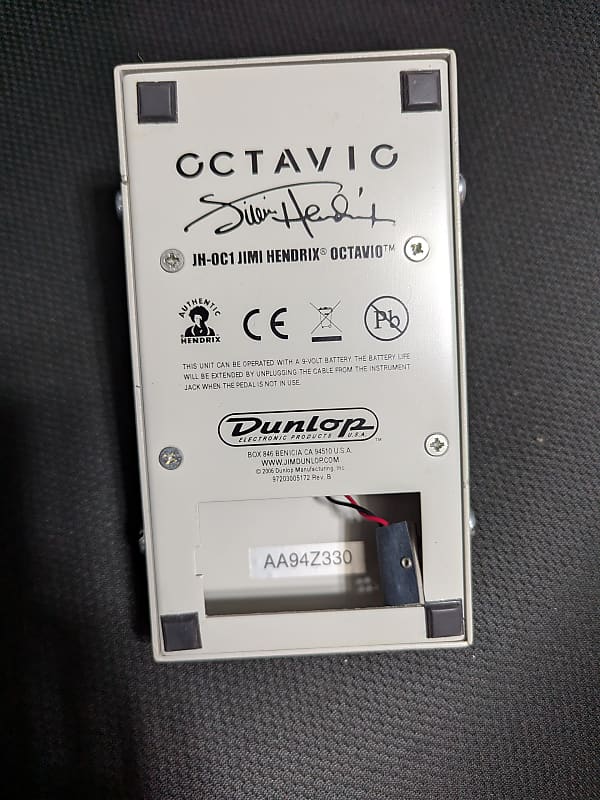 OCTAVIO
Jimi Hendrix
JH-OC1 JIMI HENDRIX® OCTAVIO™
AUTHENTIC
HENDRIX
CE
Pb
THIS UNIT CAN BE OPERATED WITH A 9-VOLT BATTERY. THE BATTERY LIFE
WILL BE EXTENDED BY UNPLUGGING THE CABLE FROM THE INSTRUMENT
JACK WHEN THE PEDAL IS NOT IN USE.
Dunlop
ELECTRONIC PRODUCTS U.S.A.
™
BOX 846 BENICIA CA 94510 U.S.A.
WWW.JIMDUNLOP.COM
© 2006 Dunlop Manufacturing, Inc.
97203005172 Rev. B
AA94Z330